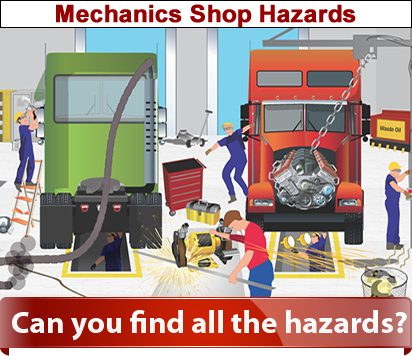 Mechanics Shop Hazards
Waste Oil
Can you find all the hazards?